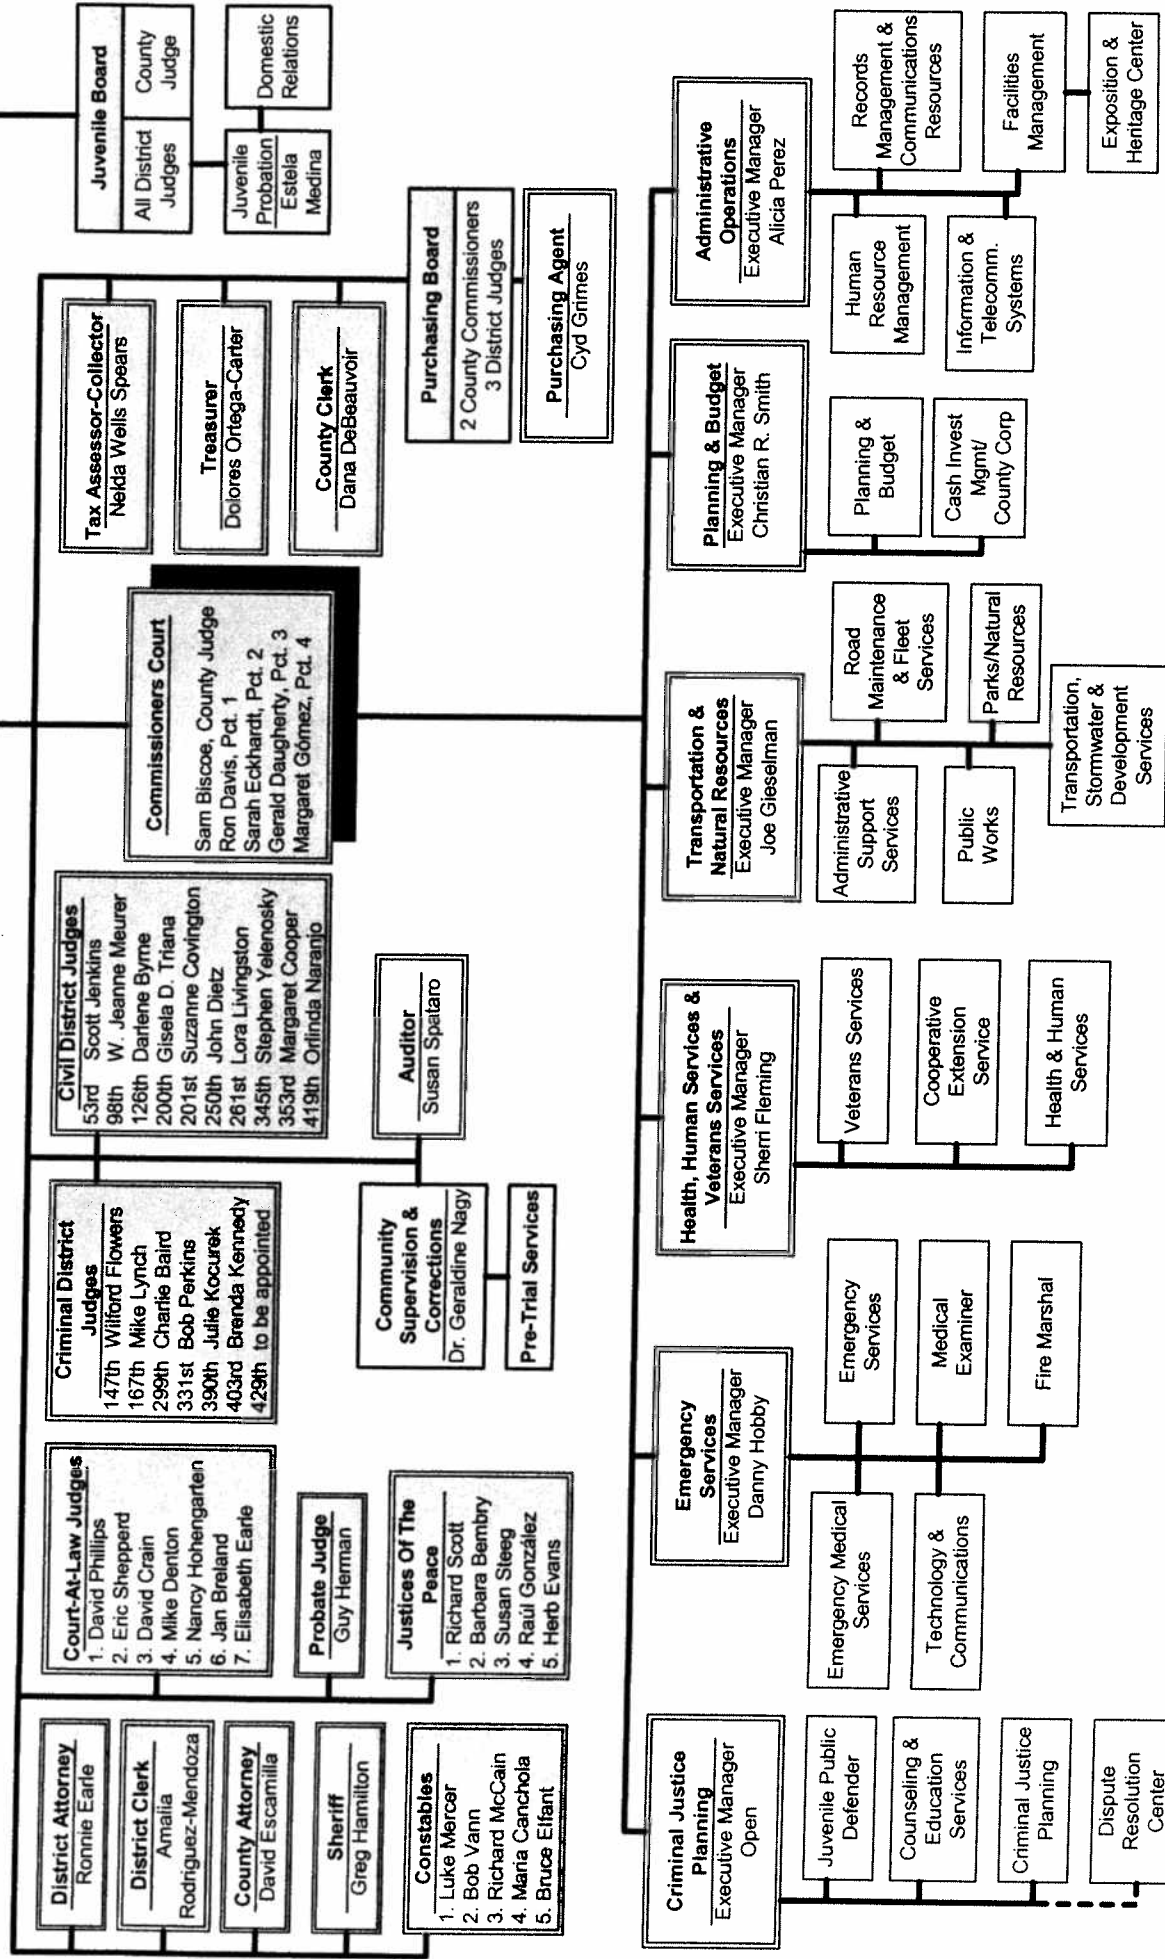 District Attorney
Ronnie Earle
District Clerk
Amalia
Rodriguez-Mendoza
County Attorney
David Escamilla
Sheriff
Greg Hamilton
Constables
1. Luke Mercer
2. Bob Vann
3. Richard McCain
4. Maria Canchola
5. Bruce Elfant
Court-At-Law Judges
1. David Phillips
2. Eric Shepperd
3. David Crain
4. Mike Denton
5. Nancy Hohengarten
6. Jan Breland
7. Elisabeth Earle
Probate Judge
Guy Herman
Justices Of The
Peace
1. Richard Scott
2. Barbara Bembry
3. Susan Steeg
4. Raúl González
5. Herb Evans
Criminal District
Judges
147th Wilford Flowers
167th Mike Lynch
299th Charlie Baird
331st Bob Perkins
390th Julie Kocurek
403rd Brenda Kennedy
429th to be appointed
Civil District Judges
53rd Scott Jenkins
98th W. Jeanne Meurer
126th Darlene Byrne
200th Gisela D. Triana
201st Suzanne Covington
250th John Dietz
261st Lora Livingston
345th Stephen Yelenosky
353rd Margaret Cooper
419th Orlinda Naranjo
Community
Supervision &
Corrections
Dr. Geraldine Nagy
Pre-Trial Services
Auditor
Susan Spataro
Commissioners Court
Sam Biscoe, County Judge
Ron Davis, Pct. 1
Sarah Eckhardt, Pct. 2
Gerald Daugherty, Pct. 3
Margaret Gómez, Pct. 4
Tax Assessor-Collector
Nelda Wells Spears
Treasurer
Dolores Ortega-Carter
County Clerk
Dana DeBeauvoir
Purchasing Board
2 County Commissioners
3 District Judges
Purchasing Agent
Cyd Grimes
Juvenile Board
All District
Judges
County
Judge
Juvenile
Probation
Estela
Medina
Domestic
Relations
Criminal Justice
Planning
Executive Manager
Open
Juvenile Public
Defender
Counseling &
Education
Services
Criminal Justice
Planning
Dispute
Resolution
Center
Emergency
Services
Executive Manager
Danny Hobby
Emergency Medical
Services
Emergency
Services
Technology &
Communications
Medical
Examiner
Fire Marshal
Health, Human Services &
Veterans Services
Executive Manager
Sherri Fleming
Veterans Services
Cooperative
Extension
Service
Health & Human
Services
Transportation &
Natural Resources
Executive Manager
Joe Gieselman
Administrative
Support
Services
Road
Maintenance
& Fleet
Services
Public
Works
Parks/Natural
Resources
Transportation,
Stormwater &
Development
Services
Planning & Budget
Executive Manager
Christian R. Smith
Planning &
Budget
Cash Invest
Mgmt/
County Corp
Administrative
Operations
Executive Manager
Alicia Perez
Human
Resource
Management
Records
Management &
Communications
Resources
Information &
Telecomm.
Systems
Facilities
Management
Exposition &
Heritage Center